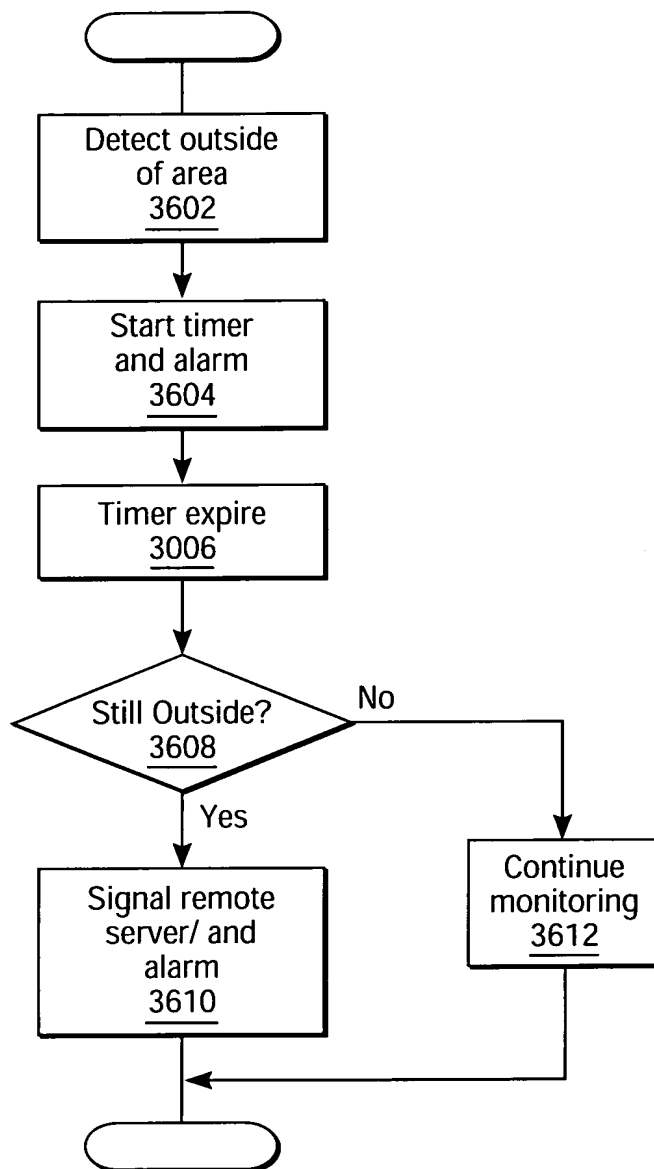 Detect outside
of area
3602
Start timer
and alarm
3604
Timer expire
3006
Still Outside?
3608
No
Yes
Signal remote
server/ and
alarm
3610
Continue
monitoring
3612